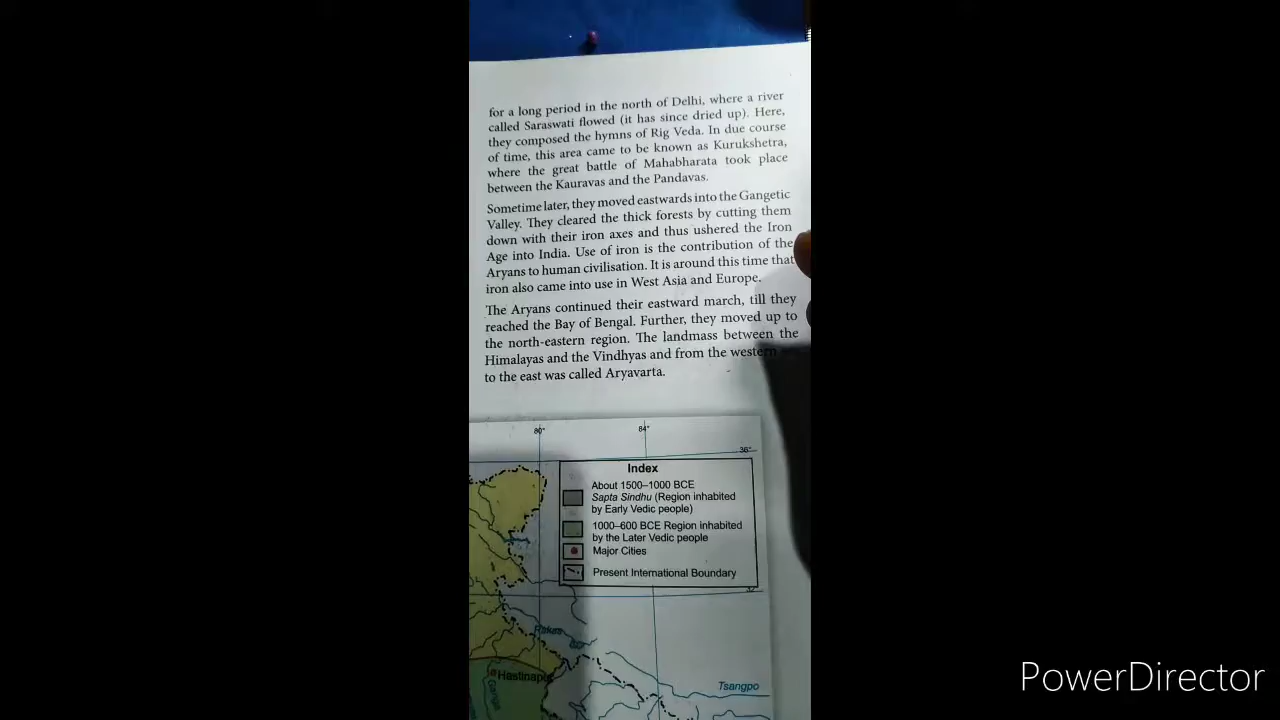 for a long period in the north of Delhi, where a river
called Saraswati flowed (it has since dried up). Here,
they composed the hymns of Rig Veda. In due course
of time, this area came to be known as Kurukshetra,
where the great battle of Mahabharata took place
between the Kauravas and the Pandavas.
Sometime later, they moved eastwards into the Gangetic
Valley. They cleared the thick forests by cutting them
down with their iron axes and thus ushered the Iron
Age into India. Use of iron is the contribution of the
Aryans to human civilisation. It is around this time that
iron also came into use in West Asia and Europe.
The Aryans continued their eastward march, till they
reached the Bay of Bengal. Further, they moved up to
the north-eastern region. The landmass between the
Himalayas and the Vindhyas and from the western
to the east was called Aryavarta.
80° 84°
36°
Index
About 1500–1000 BCE
Sapta Sindhu (Region inhabited
by Early Vedic people)
1000–600 BCE Region inhabited
by the Later Vedic people
Major Cities
Present International Boundary
Hastinapur
Ganga
Tsangpo
PowerDirector